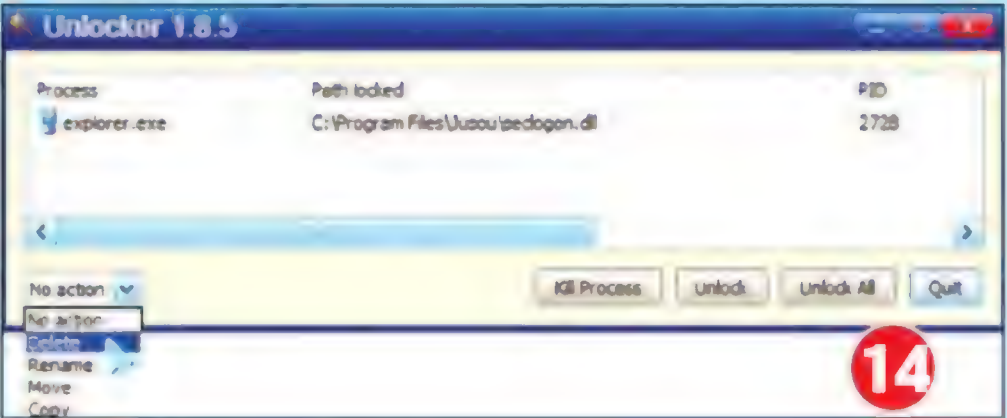 Unlocker 1.8.5
Process Path locked PID
explorer.exe C:\Program Files\Juzou\pedogon.dll 2728
No action Kill Process Unlock Unlock All Quit
No action
Delete
Rename
Move
Copy
14